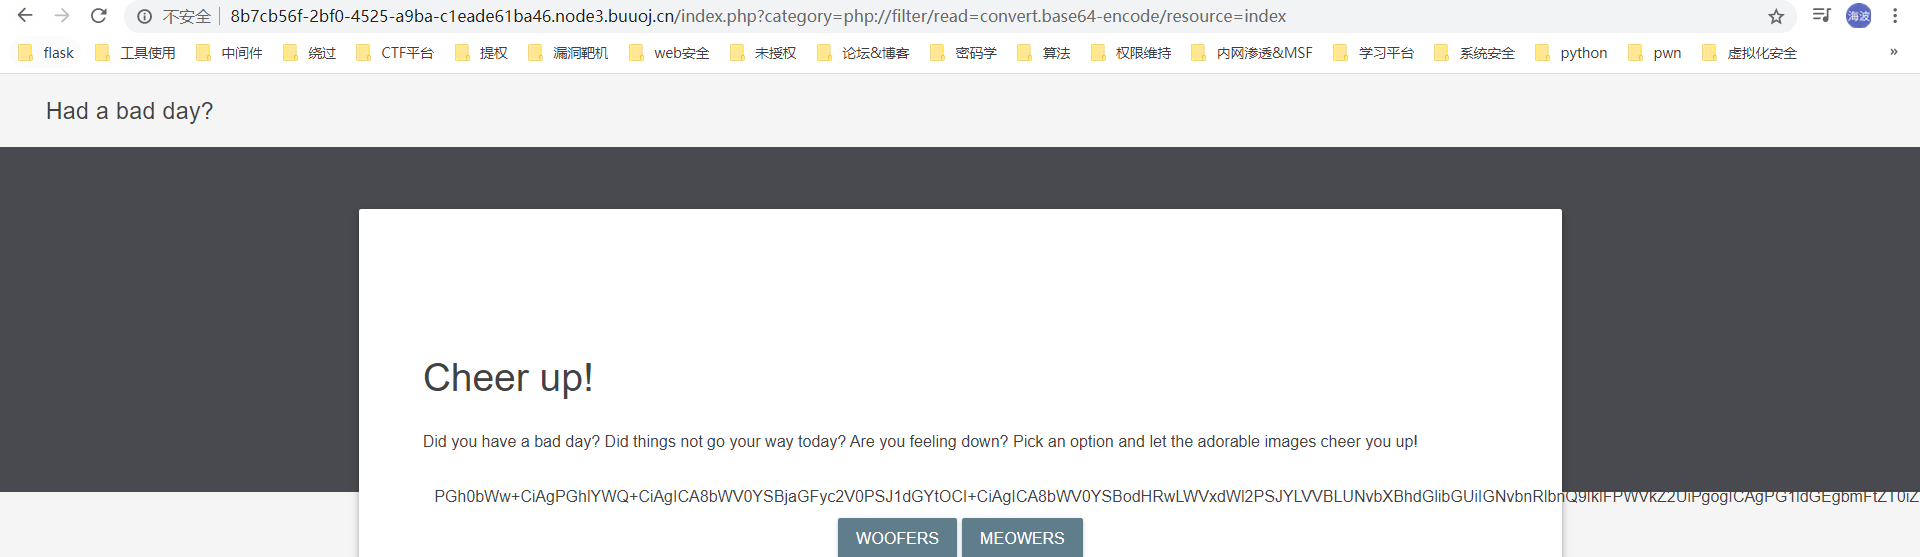 不安全 8b7cb56f-2bf0-4525-a9ba-c1eade61ba46.node3.buuoj.cn/index.php?category=php://filter/read=convert.base64-encode/resource=index 海波
flask 工具使用 中间件 绕过 CTF平台 提权 漏洞靶机 web安全 未授权 论坛&博客 密码学 算法 权限维持 内网渗透&MSF 学习平台 系统安全 python pwn 虚拟化安全 »
Had a bad day?
Cheer up!
Did you have a bad day? Did things not go your way today? Are you feeling down? Pick an option and let the adorable images cheer you up!
PGh0bWw+CiAgPGhlYWQ+CiAgICA8bWV0YSBjaGFyc2V0PSJ1dGYtOCI+CiAgICA8bWV0YSBodHRwLWVxdWl2PSJYLVVBLUNvbXBhdGlibGUiIGNvbnRlbnQ9IklFPWVkZ2UiPgogICAgPG1ldGEgbmFtZT0iZ
WOOFERS MEOWERS